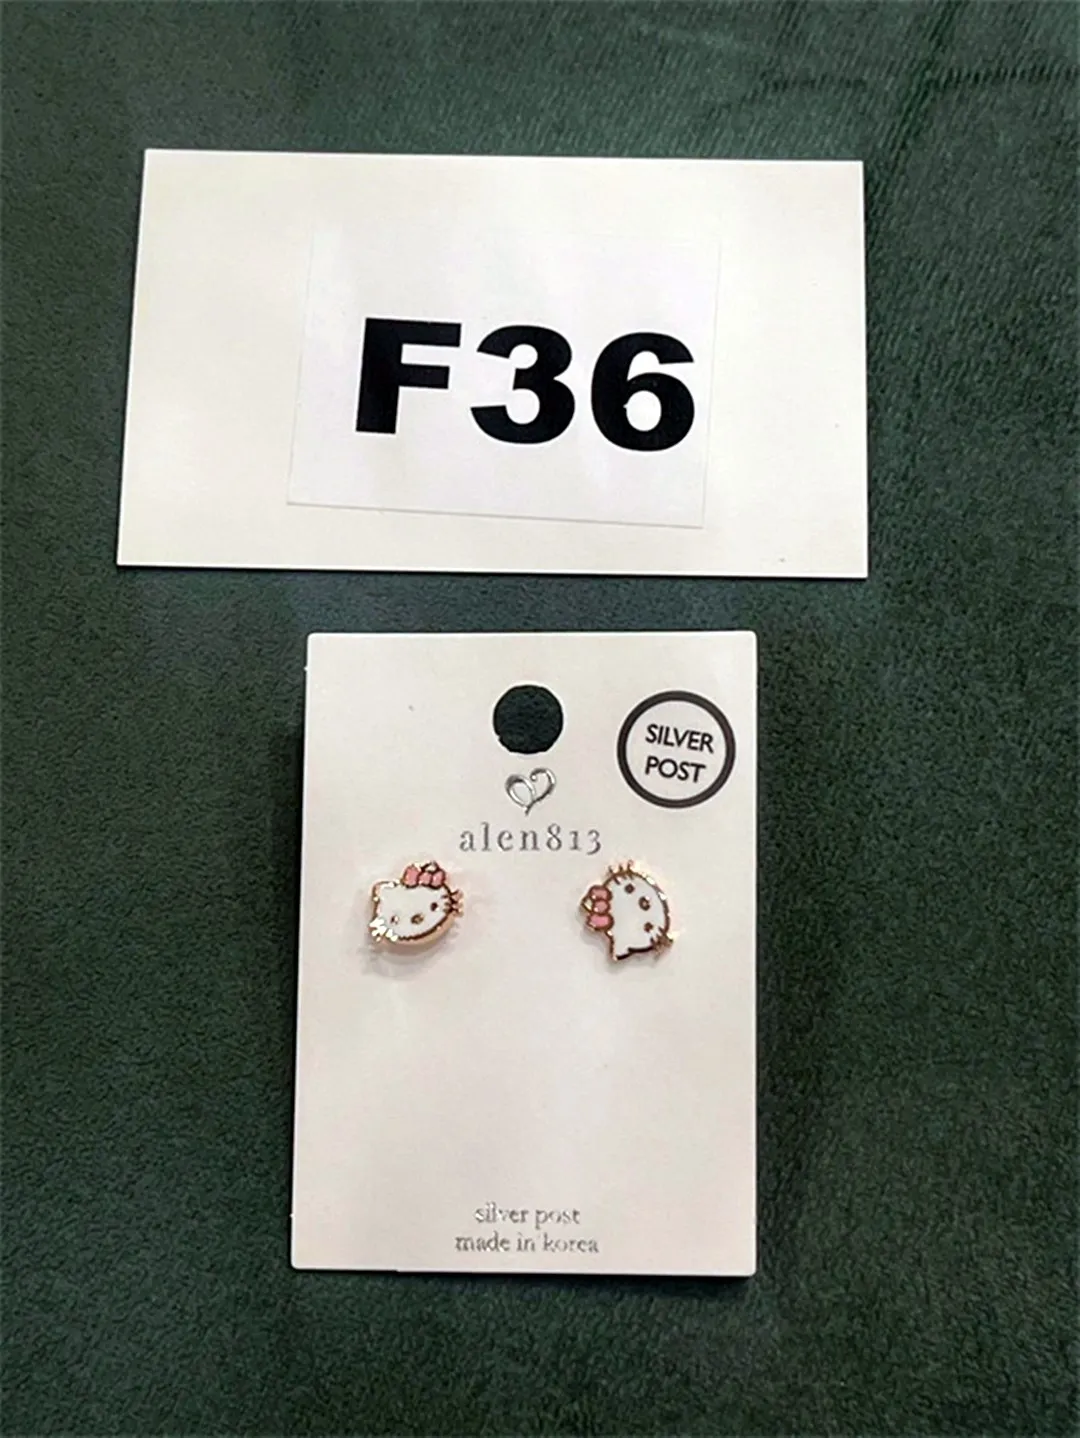 F36
SILVER
POST
alen813
silver post
made in korea